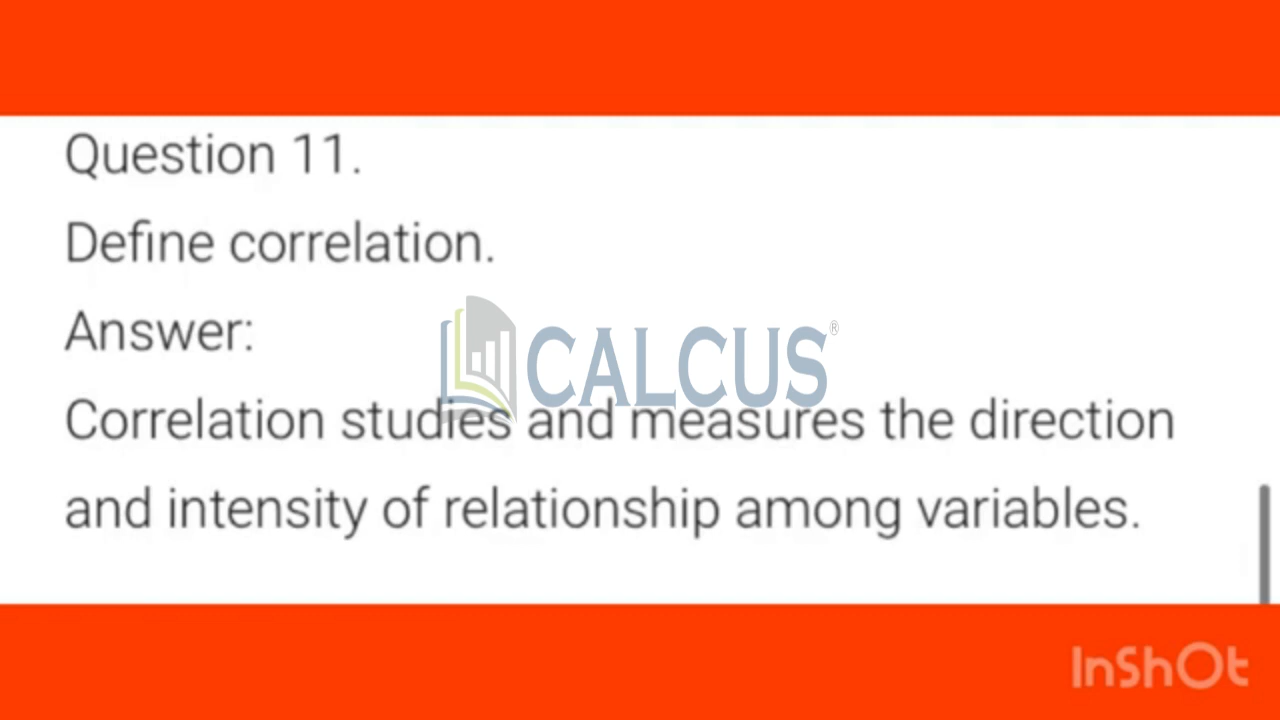 Question 11.
Define correlation.
Answer:
CALCUS®
Correlation studies and measures the direction
and intensity of relationship among variables.
InShOt